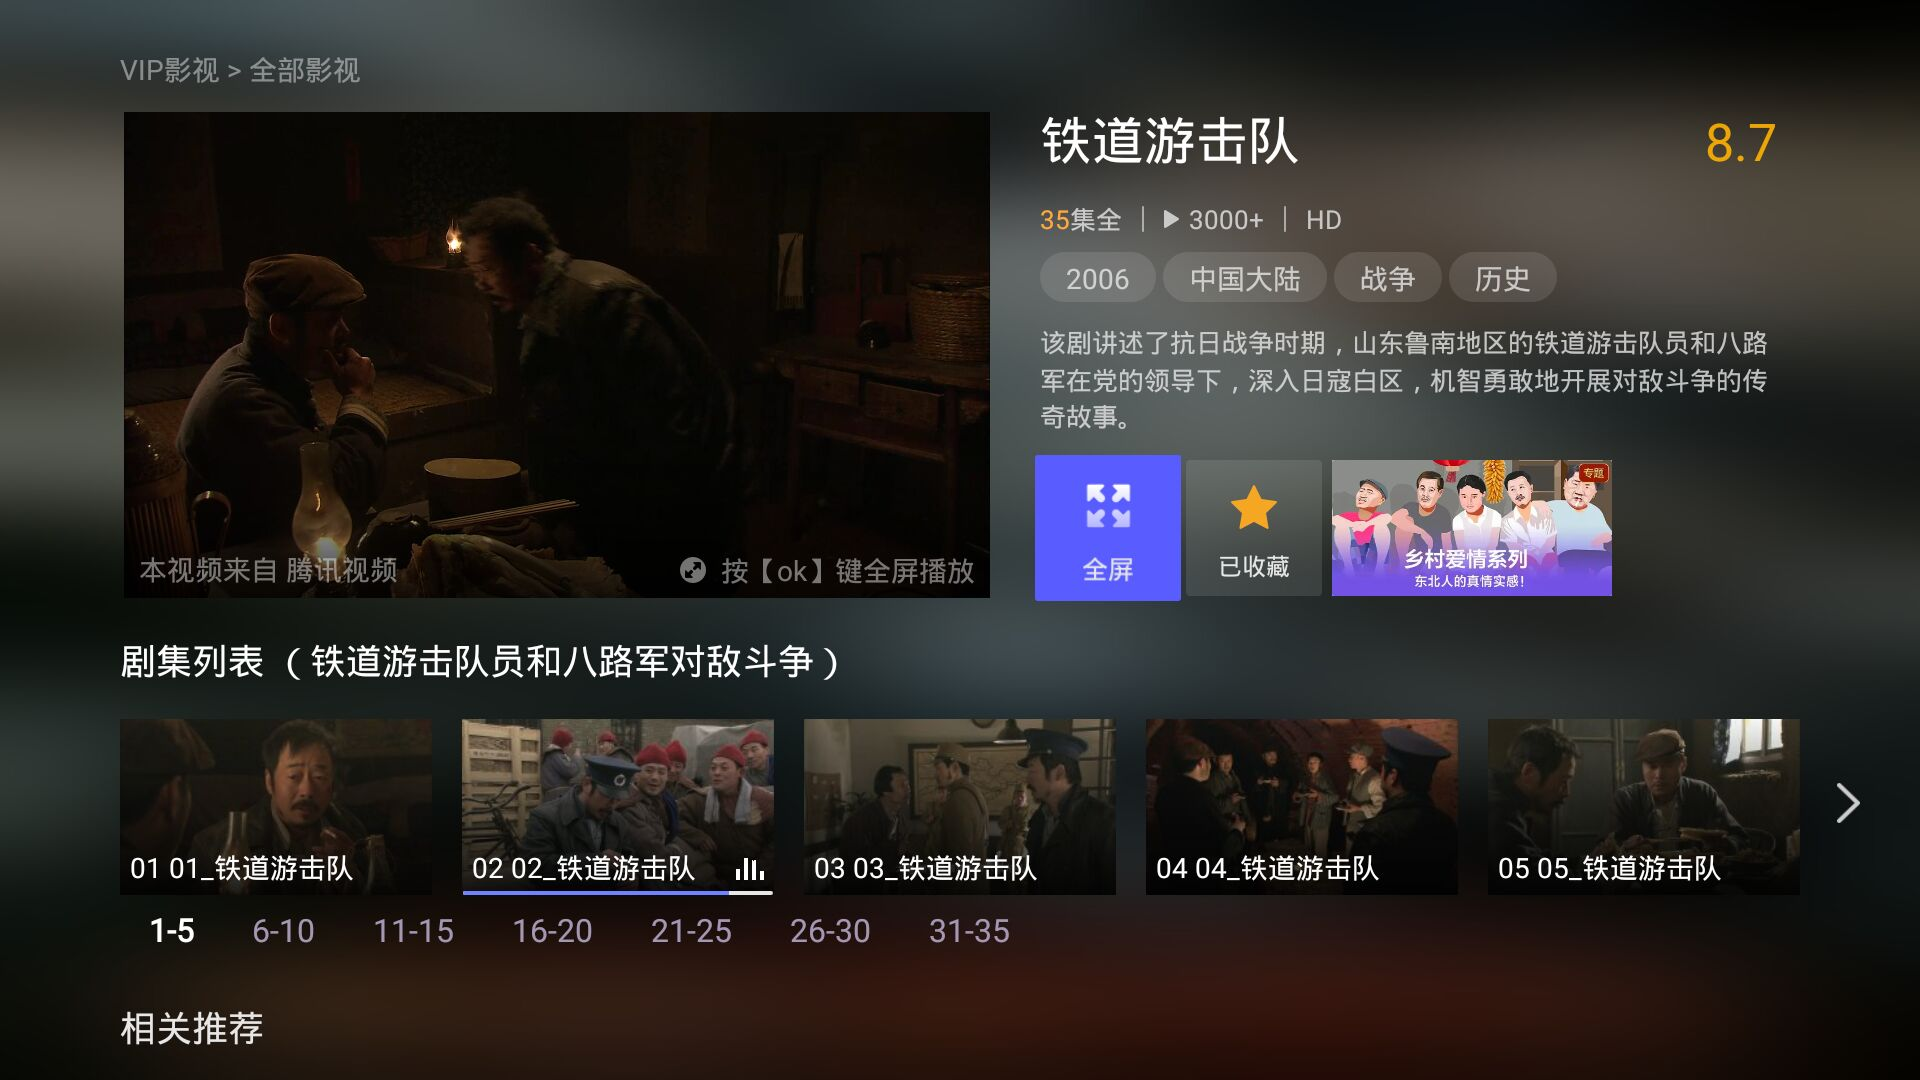 VIP影视 > 全部影视
铁道游击队
8.7
35集全 | ▶ 3000+ | HD
2006 中国大陆 战争 历史
该剧讲述了抗日战争时期，山东鲁南地区的铁道游击队员和八路
军在党的领导下，深入日寇白区，机智勇敢地开展对敌斗争的传
奇故事。
本视频来自 腾讯视频
按【ok】键全屏播放
全屏
已收藏
专题
乡村爱情系列
东北人的真情实感！
剧集列表 （铁道游击队员和八路军对敌斗争）
01 01_铁道游击队
02 02_铁道游击队
03 03_铁道游击队
04 04_铁道游击队
05 05_铁道游击队
1-5 6-10 11-15 16-20 21-25 26-30 31-35
相关推荐